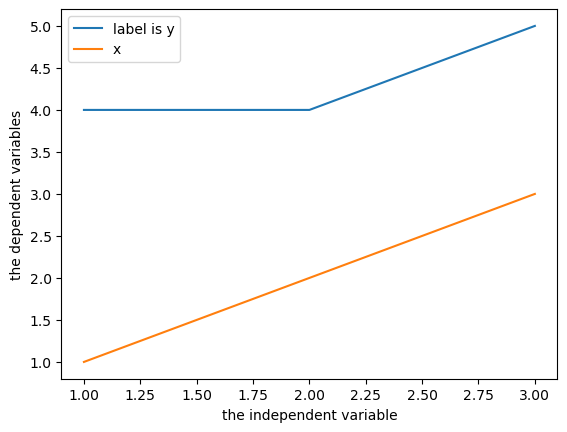 label is y
x
5.0
4.5
4.0
3.5
3.0
2.5
2.0
1.5
1.0
the dependent variables
1.00 1.25 1.50 1.75 2.00 2.25 2.50 2.75 3.00
the independent variable